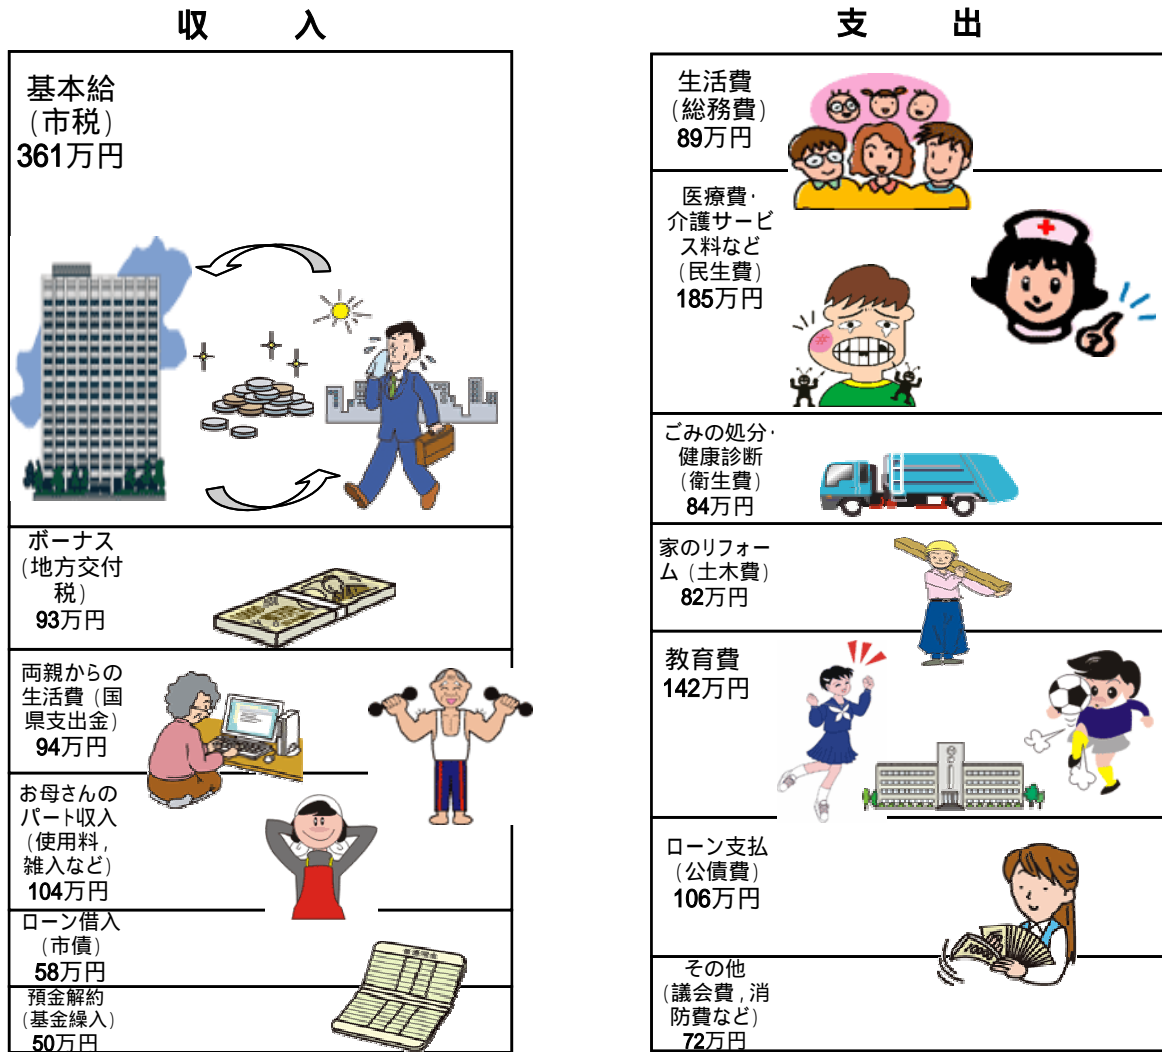 収 入
基本給
(市税)
361万円
ボーナス
(地方交付
税)
93万円
両親からの
生活費(国
県支出金)
94万円
お母さんの
パート収入
(使用料,
雑入など)
104万円
ローン借入
(市債)
58万円
預金解約
(基金繰入)
50万円
支 出
生活費
(総務費)
89万円
医療費・
介護サービ
ス料など
(民生費)
185万円
ごみの処分・
健康診断
(衛生費)
84万円
家のリフォー
ム(土木費)
82万円
教育費
142万円
ローン支払
(公債費)
106万円
その他
(議会費,消
防費など)
72万円